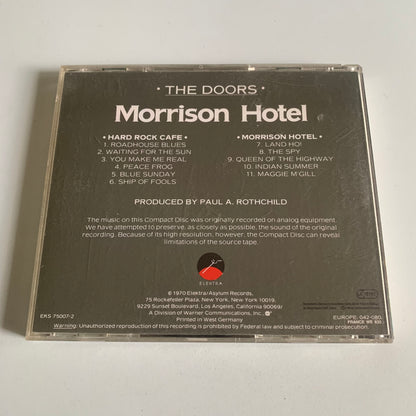 • THE DOORS •
Morrison Hotel
• HARD ROCK CAFE •
1. ROADHOUSE BLUES
2. WAITING FOR THE SUN
3. YOU MAKE ME REAL
4. PEACE FROG
5. BLUE SUNDAY
6. SHIP OF FOOLS
• MORRISON HOTEL •
7. LAND HO!
8. THE SPY
9. QUEEN OF THE HIGHWAY
10. INDIAN SUMMER
11. MAGGIE M'GILL
PRODUCED BY PAUL A. ROTHCHILD
The music on this Compact Disc was originally recorded on analog equipment.
We have attempted to preserve, as closely as possible, the sound of the original
recording. Because of its high resolution, however, the Compact Disc can reveal
limitations of the source tape.
ELEKTRA
© 1970 Elektra/Asylum Records,
75 Rockefeller Plaza, New York, New York 10019.
9229 Sunset Boulevard, Los Angeles, California 90069/
A Division of Warner Communications, Inc.
Printed in West Germany
EKS 75007-2
EUROPE: 042-080
Warning: Unauthorized reproduction of this recording is prohibited by Federal law and subject to criminal prosecution.